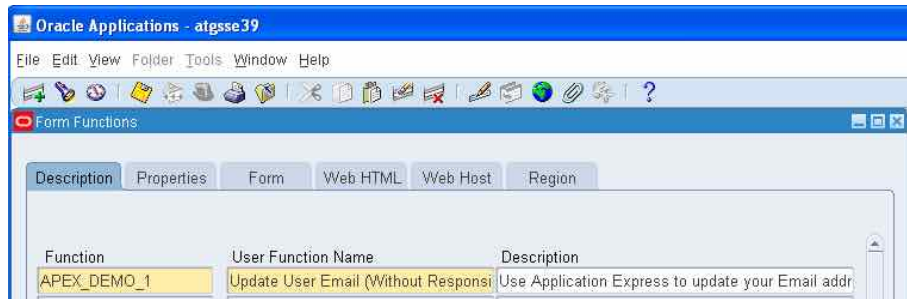 Oracle Applications - atgsse39
File Edit View Folder Tools Window Help
?
Form Functions
Description Properties Form Web HTML Web Host Region
Function User Function Name Description
APEX_DEMO_1 Update User Email (Without Responsi Use Application Express to update your Email addr